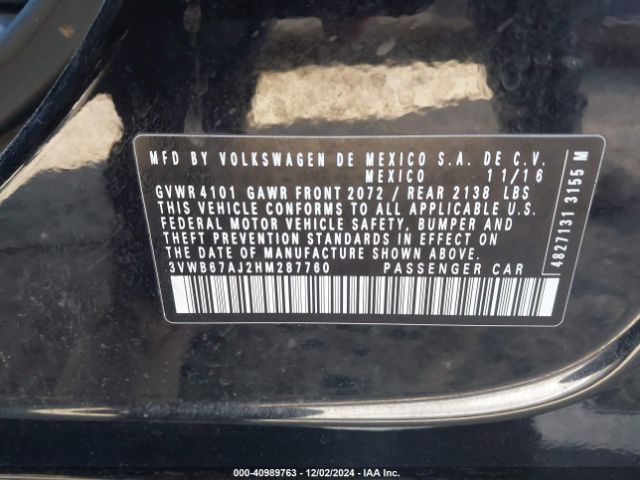 MFD BY VOLKSWAGEN DE MEXICO S.A. DE C.V.
MEXICO 11/16
GVWR 4101 GAWR FRONT 2072 / REAR 2138 LBS
THIS VEHICLE CONFORMS TO ALL APPLICABLE U.S.
FEDERAL MOTOR VEHICLE SAFETY, BUMPER AND
THEFT PREVENTION STANDARDS IN EFFECT ON
THE DATE OF MANUFACTURE SHOWN ABOVE.
3VWB67AJ2HM287760 PASSENGER CAR
4827131 3155 M
000-40989763 - 12/02/2024 - IAA Inc.